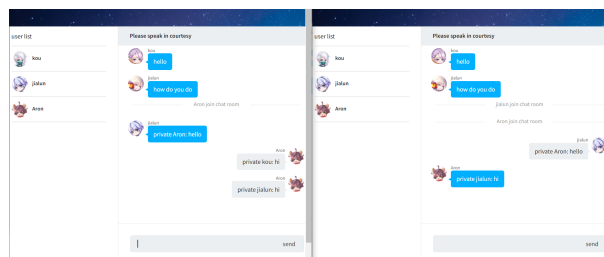 user list
Please speak in courtesy
kou
kou
hello
jialun
jialun
how do you do
Aron join chat room
Aron
jialun
private Aron: hello
Aron
private kou: hi
Aron
private jialun: hi
send
user list
Please speak in courtesy
kou
kou
hello
jialun
jialun
how do you do
Jialun join chat room
Aron
Aron join chat room
jialun
private Aron: hello
Aron
private jialun: hi
send